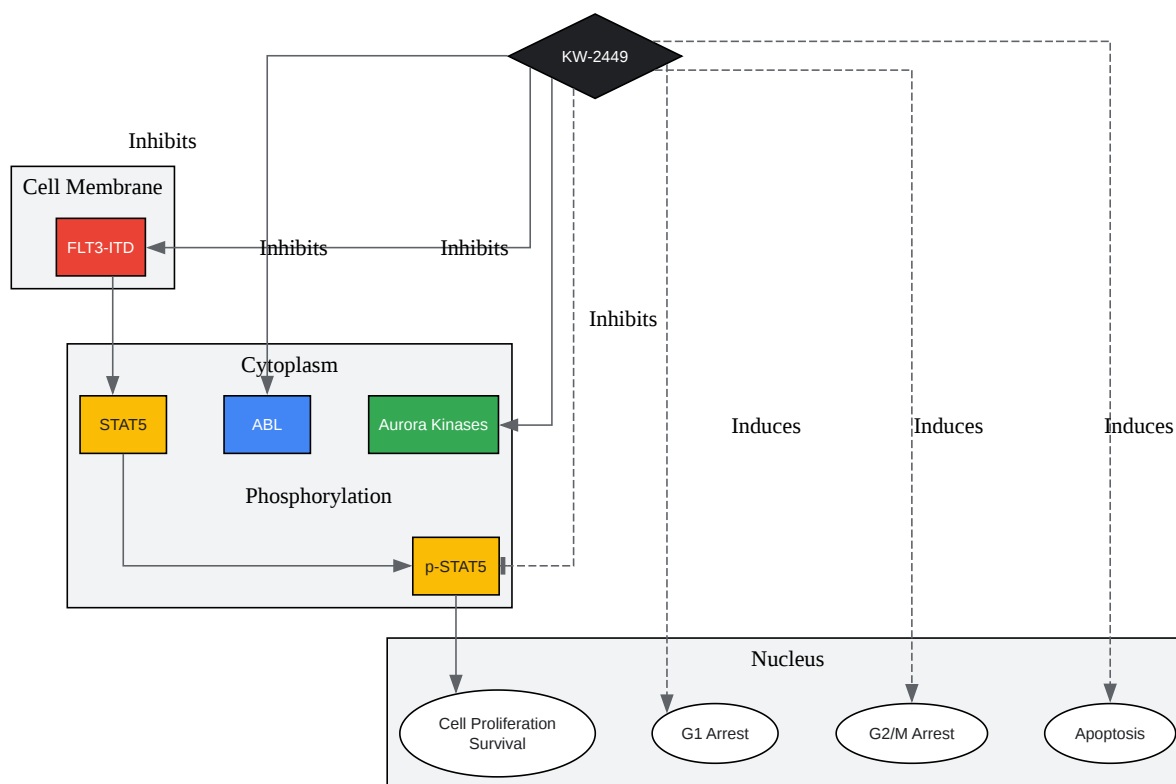 KW-2449
Inhibits
Cell Membrane
FLT3-ITD
Inhibits
Inhibits
Inhibits
Cytoplasm
STAT5
ABL
Aurora Kinases
Induces
Induces
Induces
Phosphorylation
p-STAT5
Nucleus
Cell Proliferation
Survival
G1 Arrest
G2/M Arrest
Apoptosis